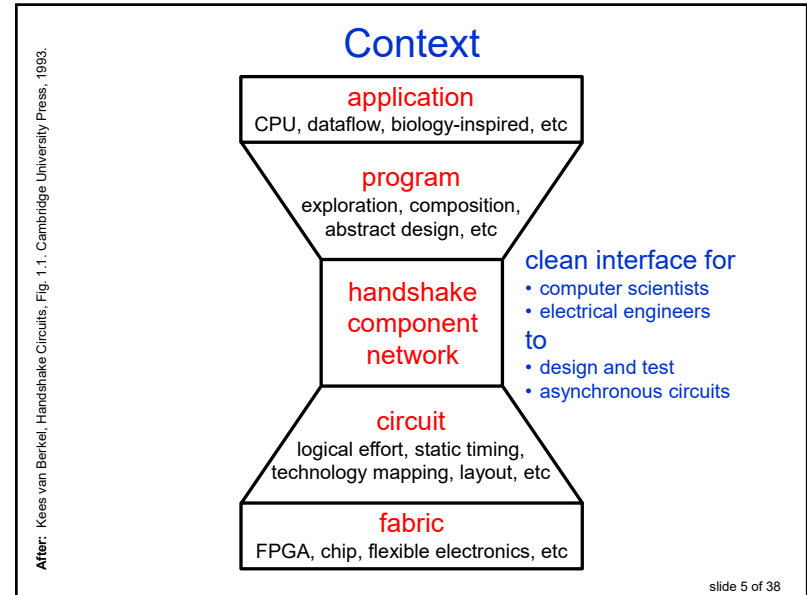 Context
After: Kees van Berkel, Handshake Circuits, Fig. 1.1. Cambridge University Press, 1993.
application
CPU, dataflow, biology-inspired, etc
program
exploration, composition,
abstract design, etc
handshake
component
network
clean interface for
• computer scientists
• electrical engineers
to
• design and test
• asynchronous circuits
circuit
logical effort, static timing,
technology mapping, layout, etc
fabric
FPGA, chip, flexible electronics, etc
slide 5 of 38